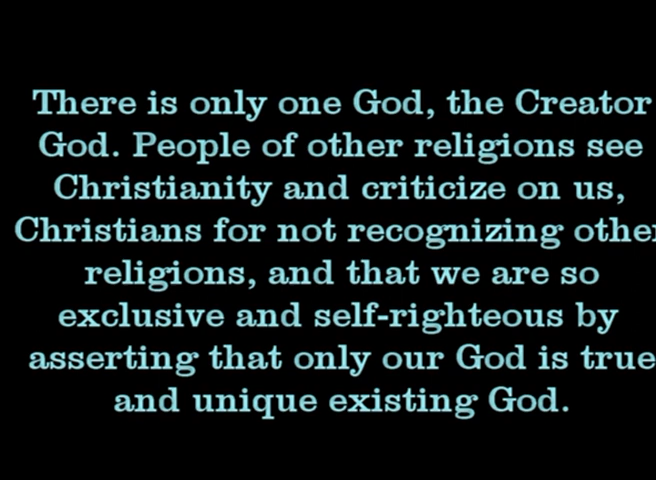 There is only one God, the Creator
God. People of other religions see
Christianity and criticize on us,
Christians for not recognizing other
religions, and that we are so
exclusive and self-righteous by
asserting that only our God is true
and unique existing God.